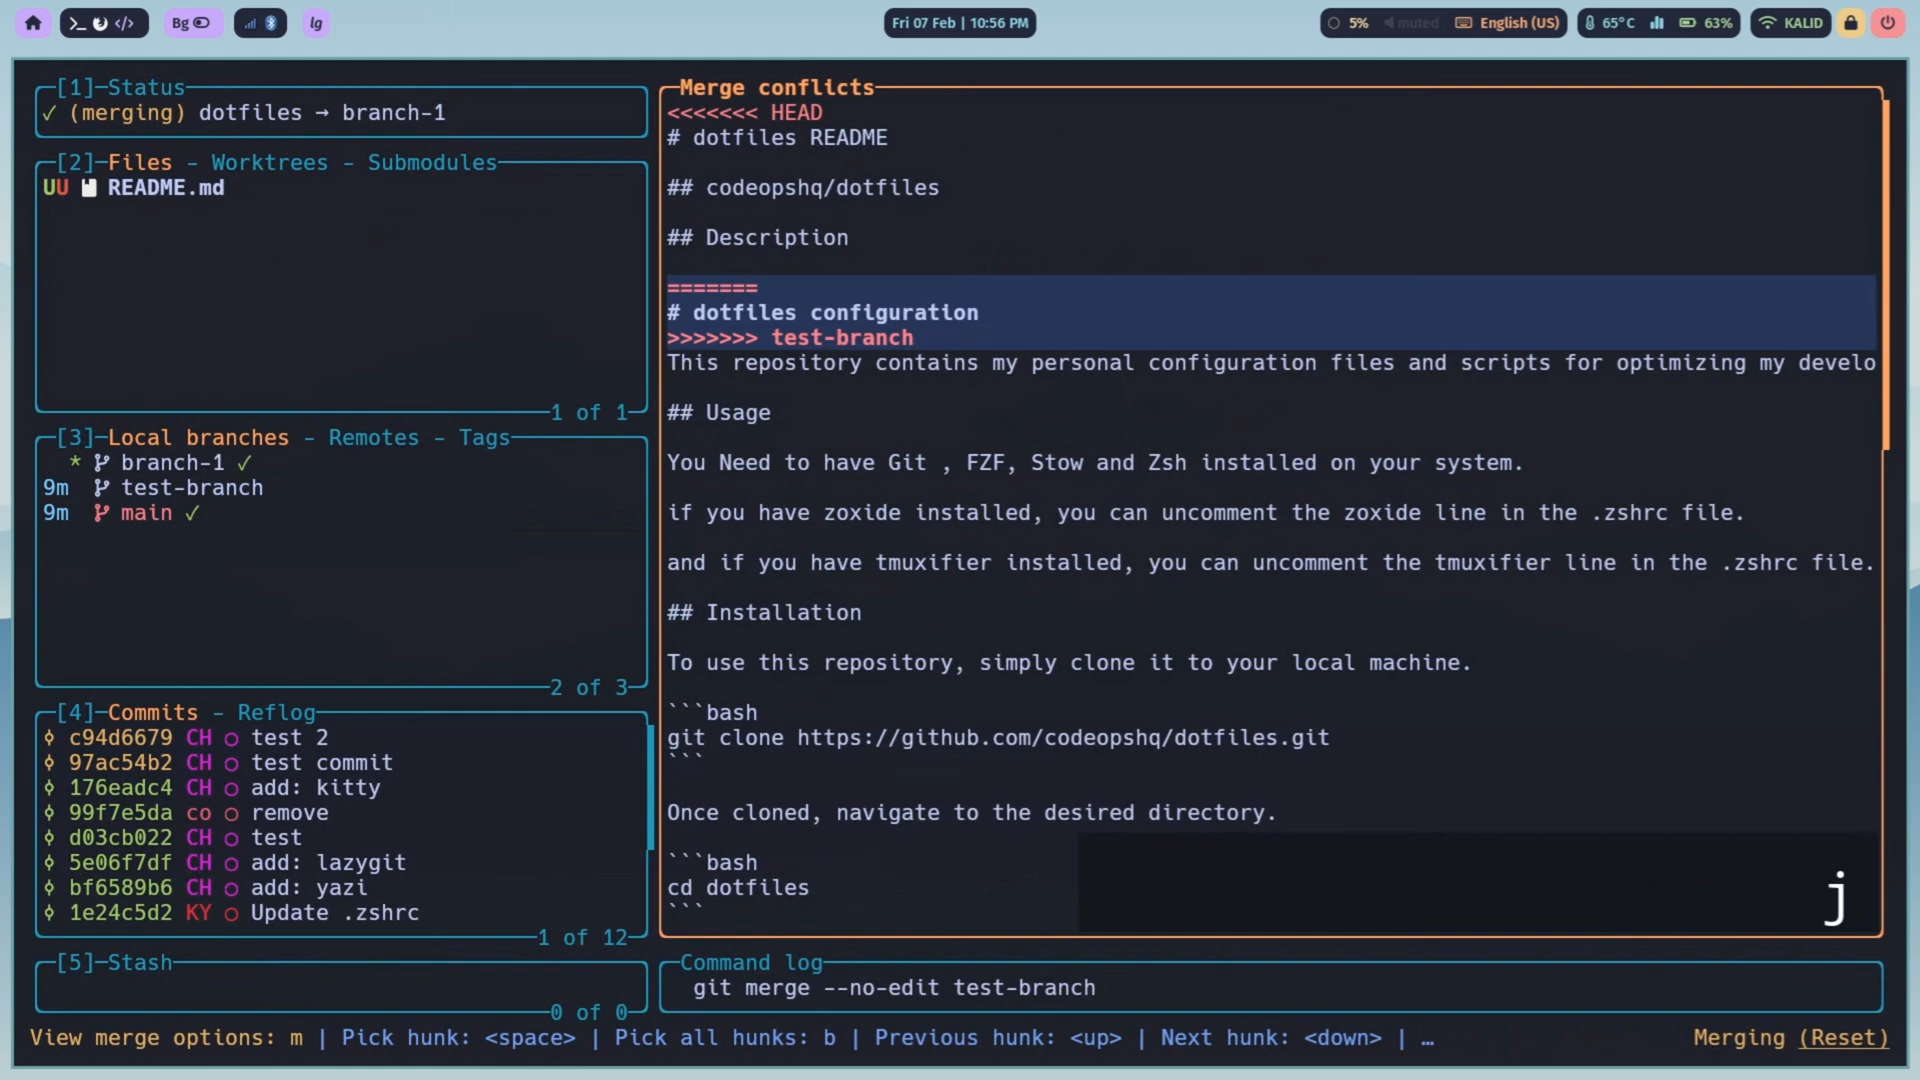 >_ </> Bg lg Fri 07 Feb | 10:56 PM 5% muted English (US) 65°C 63% KALID
[1]─Status
✓ (merging) dotfiles → branch-1
[2]─Files - Worktrees - Submodules
UU README.md
1 of 1
[3]─Local branches - Remotes - Tags
* branch-1 ✓
9m test-branch
9m main ✓
2 of 3
[4]─Commits - Reflog
c94d6679 CH ○ test 2
97ac54b2 CH ○ test commit
176eadc4 CH ○ add: kitty
99f7e5da co ○ remove
d03cb022 CH ○ test
5e06f7df CH ○ add: lazygit
bf6589b6 CH ○ add: yazi
1e24c5d2 KY ○ Update .zshrc
1 of 12
[5]─Stash
0 of 0
Merge conflicts
<<<<<<< HEAD
# dotfiles README
## codeopshq/dotfiles
## Description
=======
# dotfiles configuration
>>>>>>> test-branch
This repository contains my personal configuration files and scripts for optimizing my develo
## Usage
You Need to have Git , FZF, Stow and Zsh installed on your system.
if you have zoxide installed, you can uncomment the zoxide line in the .zshrc file.
and if you have tmuxifier installed, you can uncomment the tmuxifier line in the .zshrc file.
## Installation
To use this repository, simply clone it to your local machine.
```bash
git clone https://github.com/codeopshq/dotfiles.git
```
Once cloned, navigate to the desired directory.
```bash
cd dotfiles
```
j
Command log
git merge --no-edit test-branch
View merge options: m | Pick hunk: <space> | Pick all hunks: b | Previous hunk: <up> | Next hunk: <down> | … Merging (Reset)